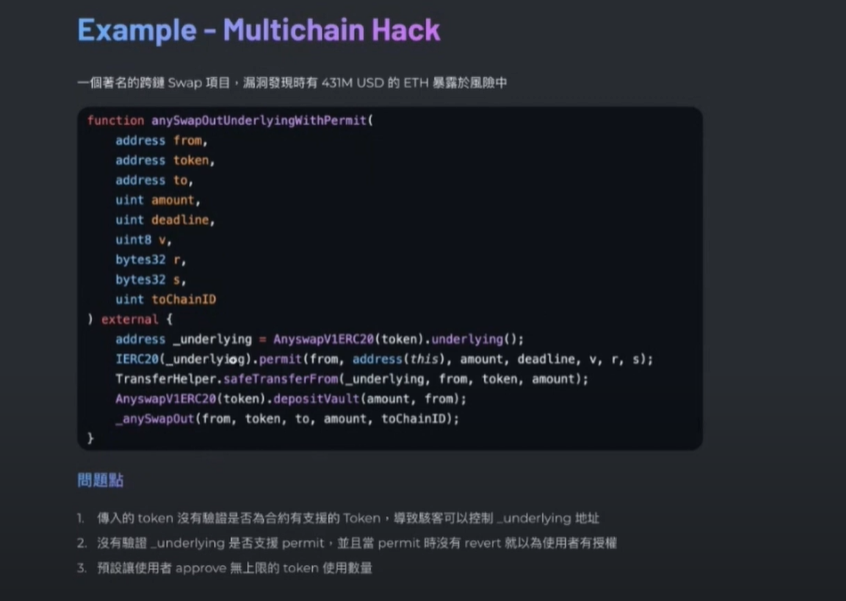 Example - Multichain Hack
一個著名的跨鏈 Swap 項目，漏洞發現時有 431M USD 的 ETH 暴露於風險中
function anySwapOutUnderlyingWithPermit(
address from,
address token,
address to,
uint amount,
uint deadline,
uint8 v,
bytes32 r,
bytes32 s,
uint toChainID
) external {
address _underlying = AnyswapV1ERC20(token).underlying();
IERC20(_underlying).permit(from, address(this), amount, deadline, v, r, s);
TransferHelper.safeTransferFrom(_underlying, from, token, amount);
AnyswapV1ERC20(token).depositVault(amount, from);
_anySwapOut(from, token, to, amount, toChainID);
}
問題點
1. 傳入的 token 沒有驗證是否為合約有支援的 Token，導致駭客可以控制 _underlying 地址
2. 沒有驗證 _underlying 是否支援 permit，並且當 permit 時沒有 revert 就以為使用者有授權
3. 預設讓使用者 approve 無上限的 token 使用數量